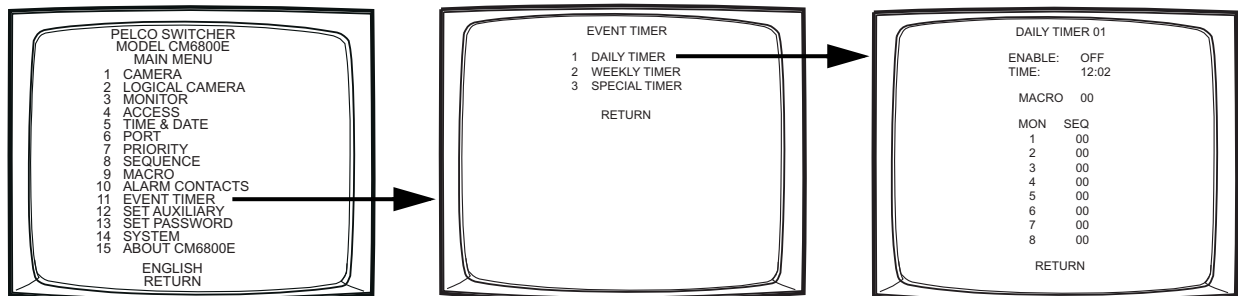 PELCO SWITCHER
MODEL CM6800E
MAIN MENU
1 CAMERA
2 LOGICAL CAMERA
3 MONITOR
4 ACCESS
5 TIME & DATE
6 PORT
7 PRIORITY
8 SEQUENCE
9 MACRO
10 ALARM CONTACTS
11 EVENT TIMER
12 SET AUXILIARY
13 SET PASSWORD
14 SYSTEM
15 ABOUT CM6800E
ENGLISH
RETURN
EVENT TIMER
1 DAILY TIMER
2 WEEKLY TIMER
3 SPECIAL TIMER
RETURN
DAILY TIMER 01
ENABLE: OFF
TIME: 12:02
MACRO 00
MON SEQ
1 00
2 00
3 00
4 00
5 00
6 00
7 00
8 00
RETURN